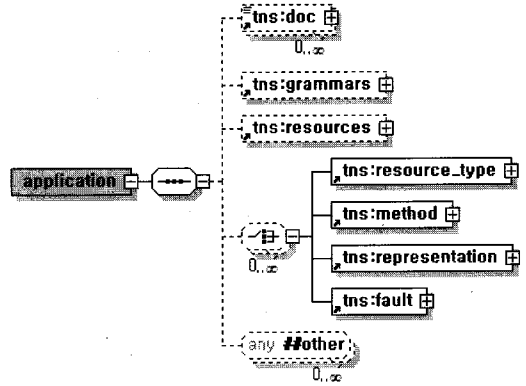 tns:doc
0..∞
tns:grammars
tns:resources
application
tns:resource_type
tns:method
0..∞
tns:representation
tns:fault
any ##other
0..∞